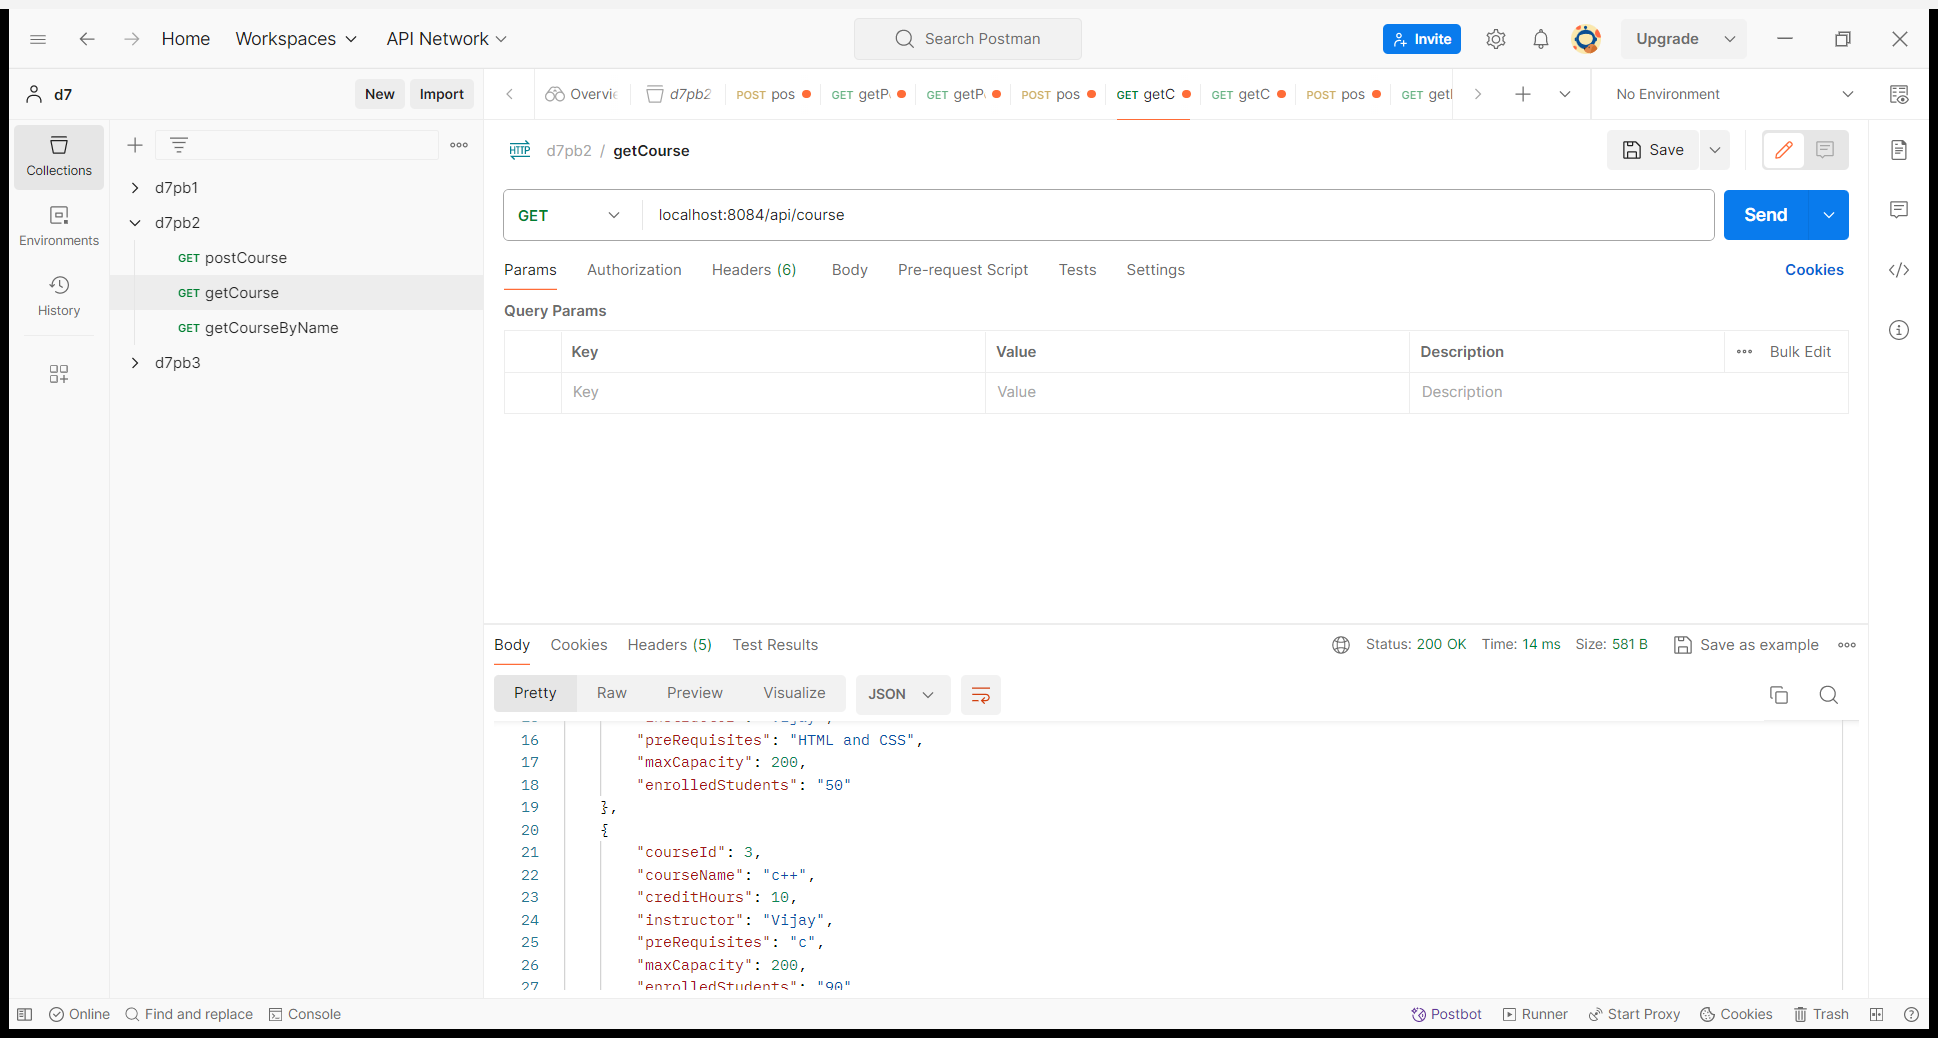 Home Workspaces API Network Search Postman Invite Upgrade
d7 New Import Overvi d7pb2 POST pos GET getP GET getP POST pos GET getC GET getC POST pos GET get No Environment
Collections
Environments
History
d7pb1
d7pb2
GET postCourse
GET getCourse
GET getCourseByName
d7pb3
HTTP d7pb2 / getCourse Save
GET localhost:8084/api/course Send
Params Authorization Headers (6) Body Pre-request Script Tests Settings Cookies
Query Params
Key Value Description Bulk Edit
Key Value Description
Body Cookies Headers (5) Test Results Status: 200 OK Time: 14 ms Size: 581 B Save as example
Pretty Raw Preview Visualize JSON
16 "preRequisites": "HTML and CSS",
17 "maxCapacity": 200,
18 "enrolledStudents": "50"
19 },
20 {
21 "courseId": 3,
22 "courseName": "c++",
23 "creditHours": 10,
24 "instructor": "Vijay",
25 "preRequisites": "c",
26 "maxCapacity": 200,
27 "enrolledStudents": "90"
Online Find and replace Console Postbot Runner Start Proxy Cookies Trash